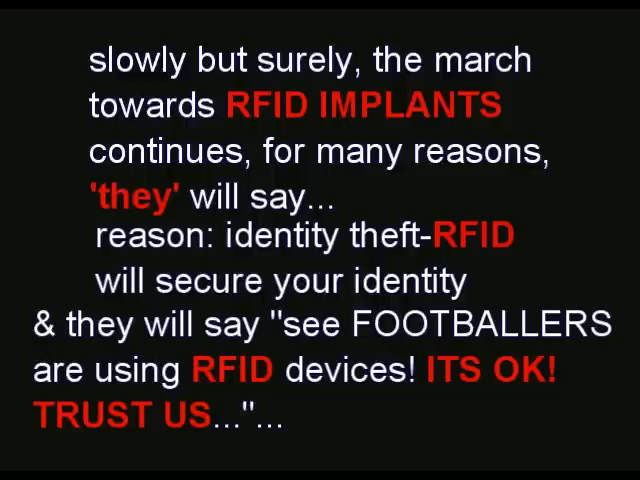 slowly but surely, the march
towards RFID IMPLANTS
continues, for many reasons,
'they' will say...
reason: identity theft-RFID
will secure your identity
& they will say "see FOOTBALLERS
are using RFID devices! ITS OK!
TRUST US..."...